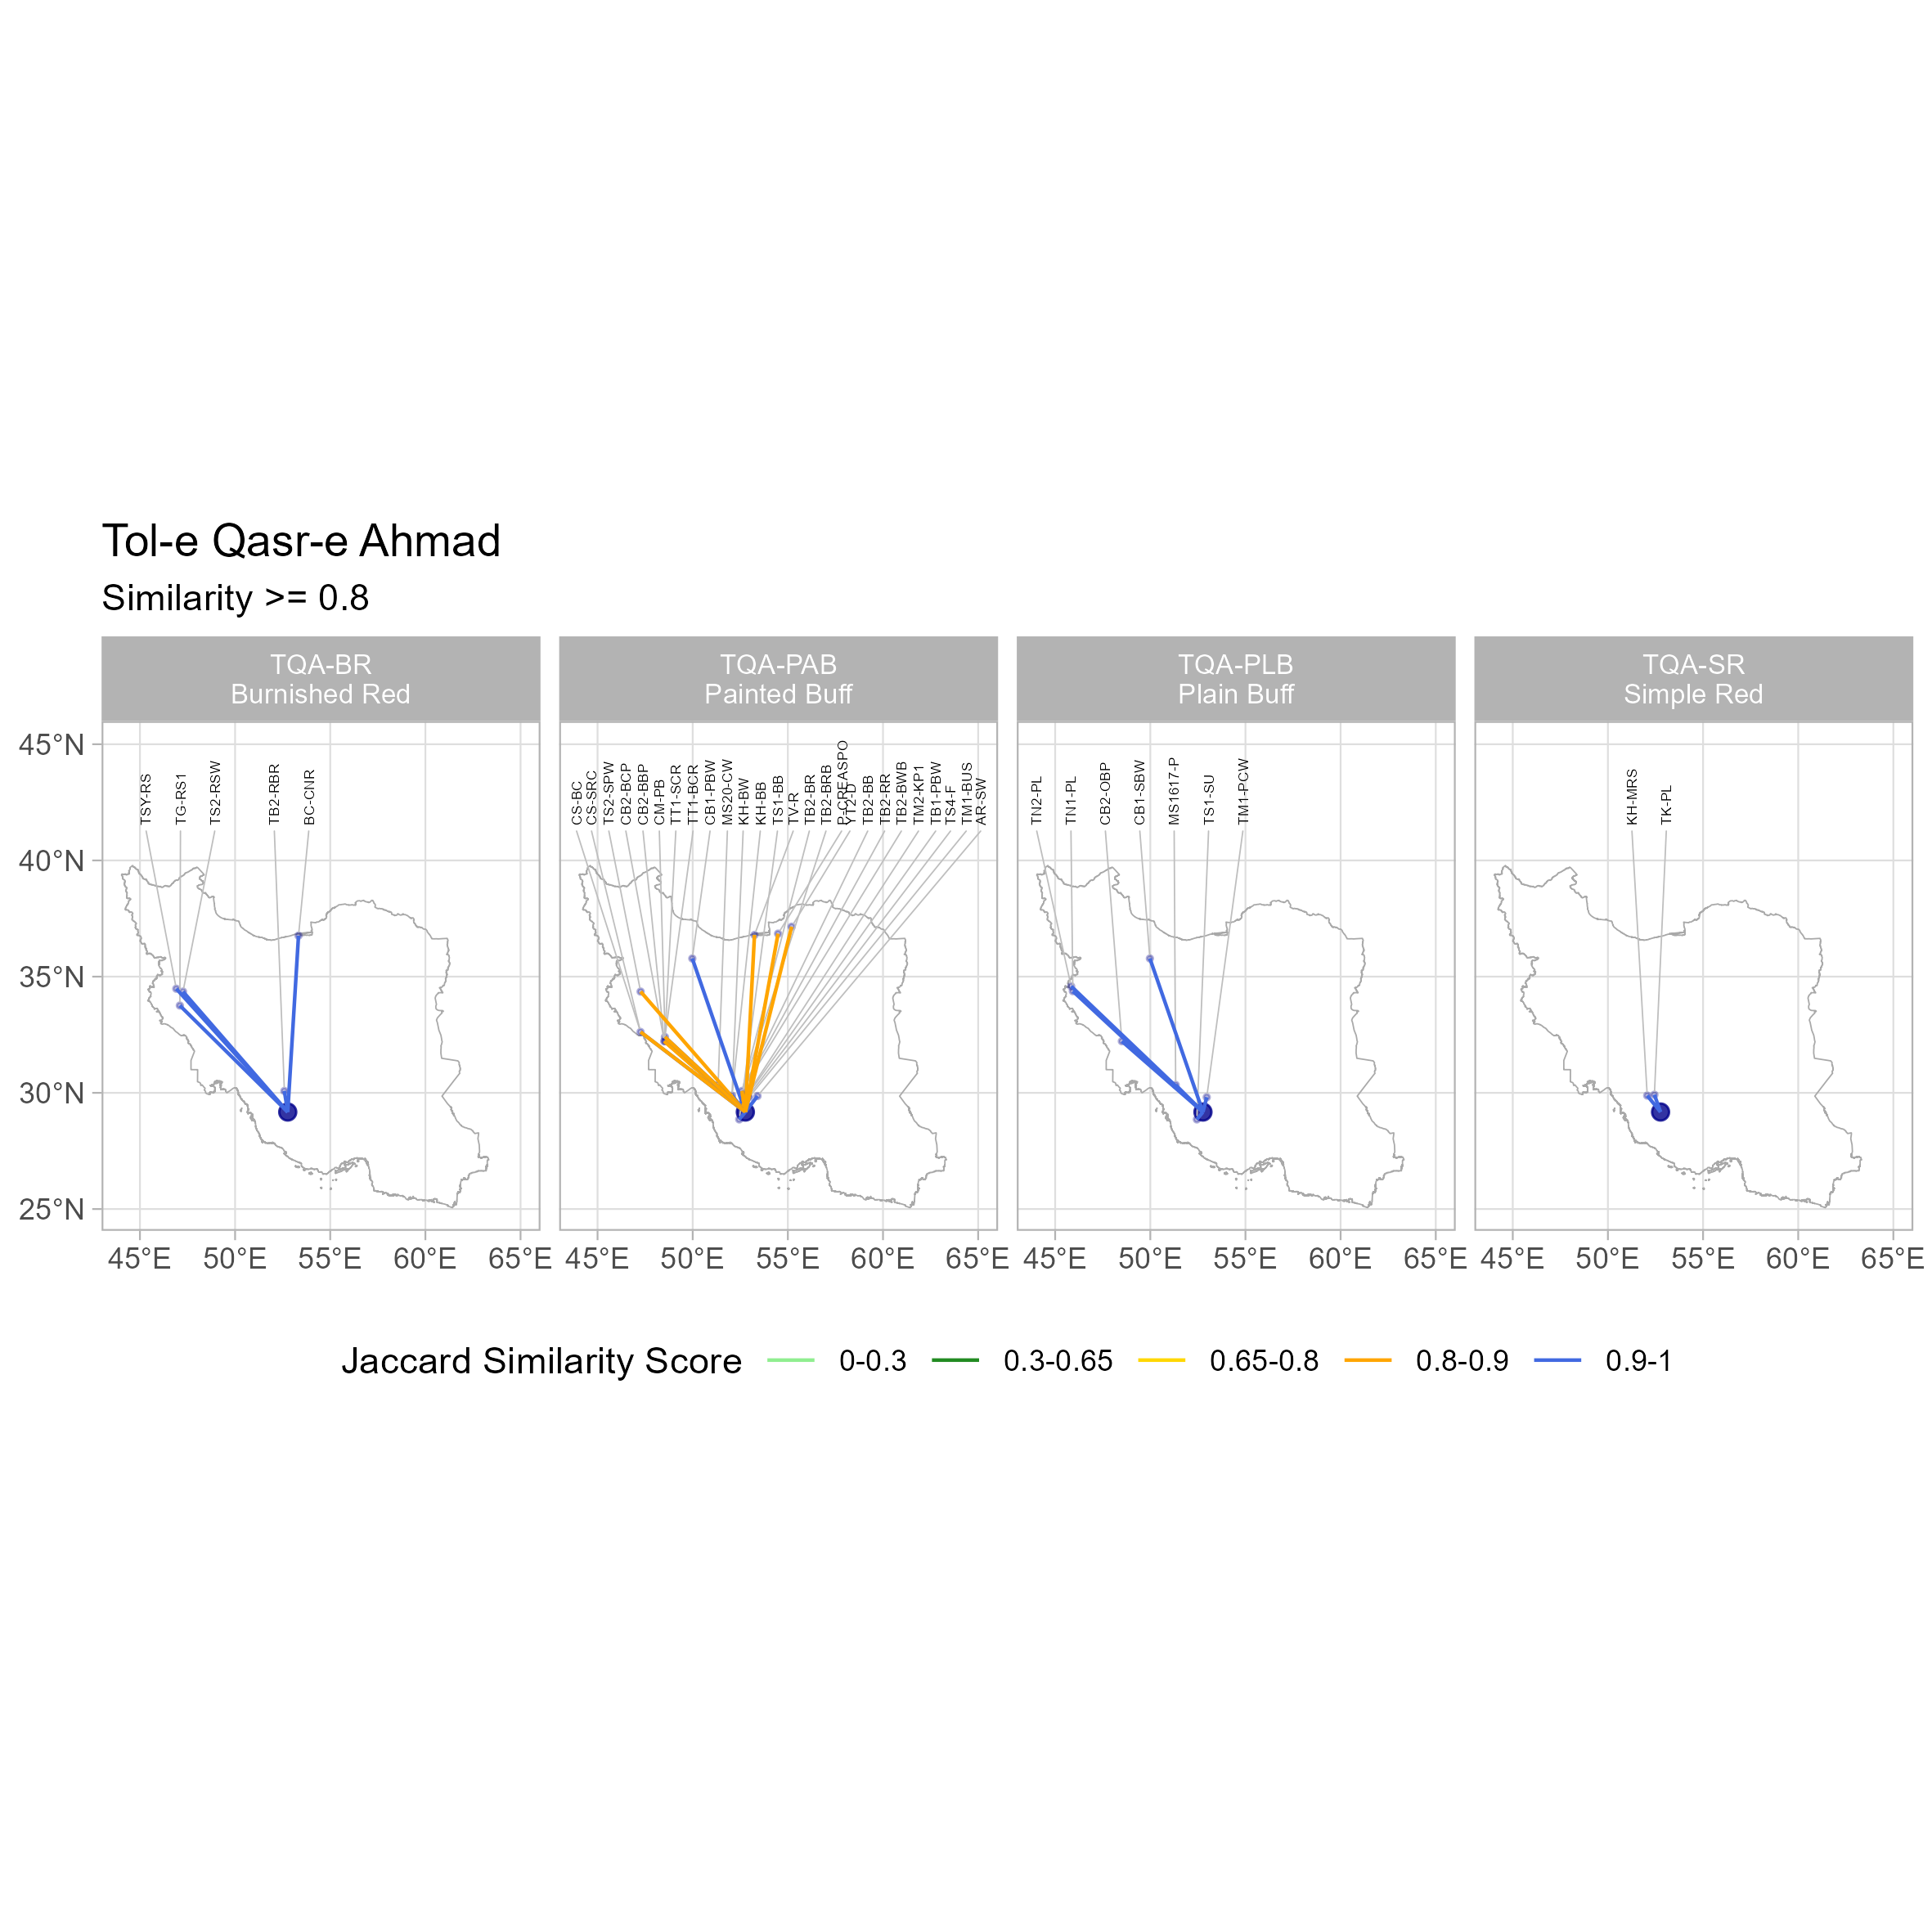 Tol-e Qasr-e Ahmad
Similarity >= 0.8
TQA-BR
Burnished Red
TQA-PAB
Painted Buff
TQA-PLB
Plain Buff
TQA-SR
Simple Red
45°N
40°N
35°N
30°N
25°N
TSY-RS
TG-RS1
TS2-RSW
TB2-RBR
BC-CNR
CS-BC
CS-SRC
TS2-SPW
CB2-BCP
CB2-BBP
CM-PB
TT1-SCR
TT1-BCR
CB1-PBW
MS20-CW
KH-BW
KH-BB
TS1-BB
TV-R
TB2-BR
TB2-BRB
YT2-D
TB2-BB
TB2-RR
TB2-BWB
TM2-KP1
TB1-PBW
TS4-F
TM1-BUS
AR-SW
TN2-PL
TN1-PL
CB2-OBP
CB1-SBW
MS1617-P
TS1-SU
TM1-PCW
KH-MRS
TK-PL
45°E 50°E 55°E 60°E 65°E 45°E 50°E 55°E 60°E 65°E 45°E 50°E 55°E 60°E 65°E 45°E 50°E 55°E 60°E 65°E
Jaccard Similarity Score 0-0.3 0.3-0.65 0.65-0.8 0.8-0.9 0.9-1